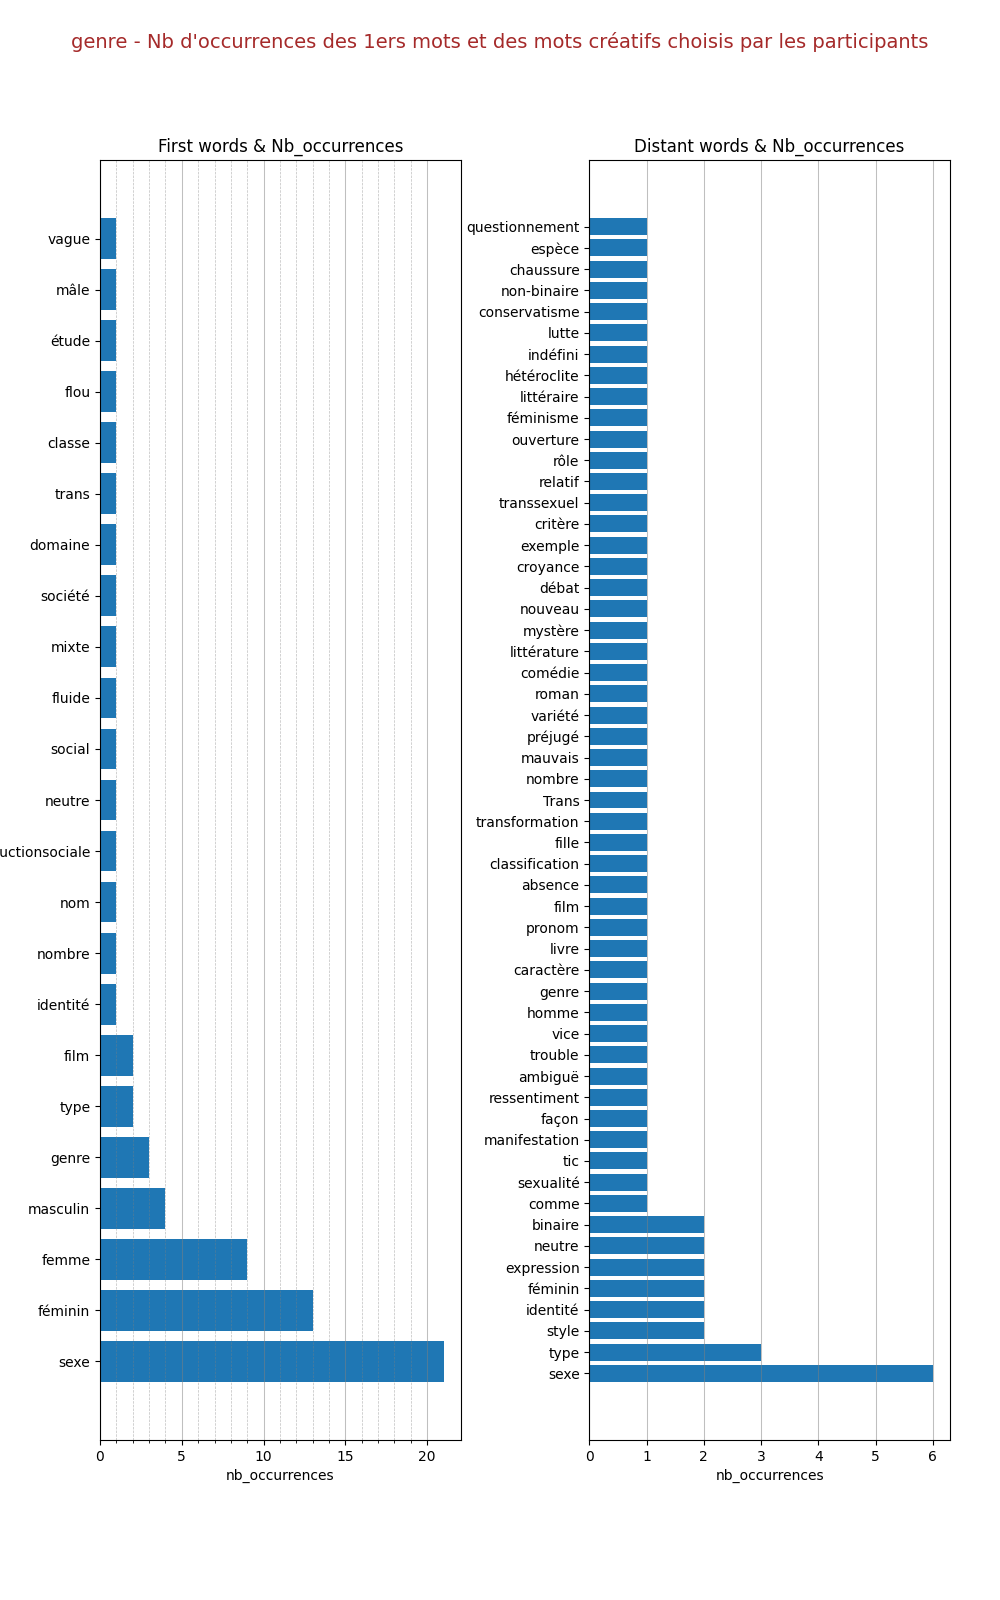 genre - Nb d'occurrences des 1ers mots et des mots créatifs choisis par les participants
First words & Nb_occurrences
vague
mâle
étude
flou
classe
trans
domaine
société
mixte
fluide
social
neutre
uctionsociale
nom
nombre
identité
film
type
genre
masculin
femme
féminin
sexe
0 5 10 15 20
nb_occurrences
Distant words & Nb_occurrences
questionnement
espèce
chaussure
non-binaire
conservatisme
lutte
indéfini
hétéroclite
littéraire
féminisme
ouverture
rôle
relatif
transsexuel
critère
exemple
croyance
débat
nouveau
mystère
littérature
comédie
roman
variété
préjugé
mauvais
nombre
Trans
transformation
fille
classification
absence
film
pronom
livre
caractère
genre
homme
vice
trouble
ambiguë
ressentiment
façon
manifestation
tic
sexualité
comme
binaire
neutre
expression
féminin
identité
style
type
sexe
0 1 2 3 4 5 6
nb_occurrences